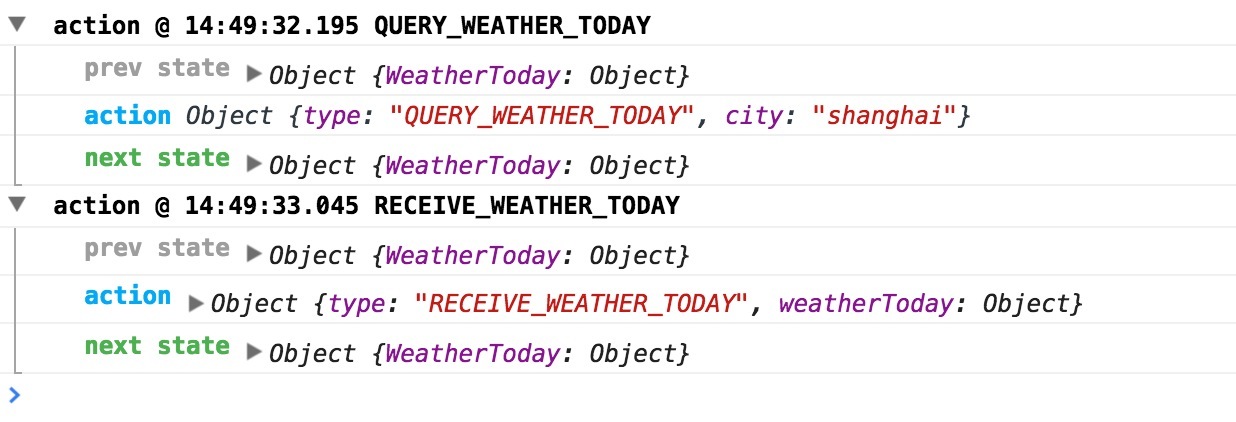 action @ 14:49:32.195 QUERY_WEATHER_TODAY
prev state Object {WeatherToday: Object}
action Object {type: "QUERY_WEATHER_TODAY", city: "shanghai"}
next state Object {WeatherToday: Object}
action @ 14:49:33.045 RECEIVE_WEATHER_TODAY
prev state Object {WeatherToday: Object}
action Object {type: "RECEIVE_WEATHER_TODAY", weatherToday: Object}
next state Object {WeatherToday: Object}